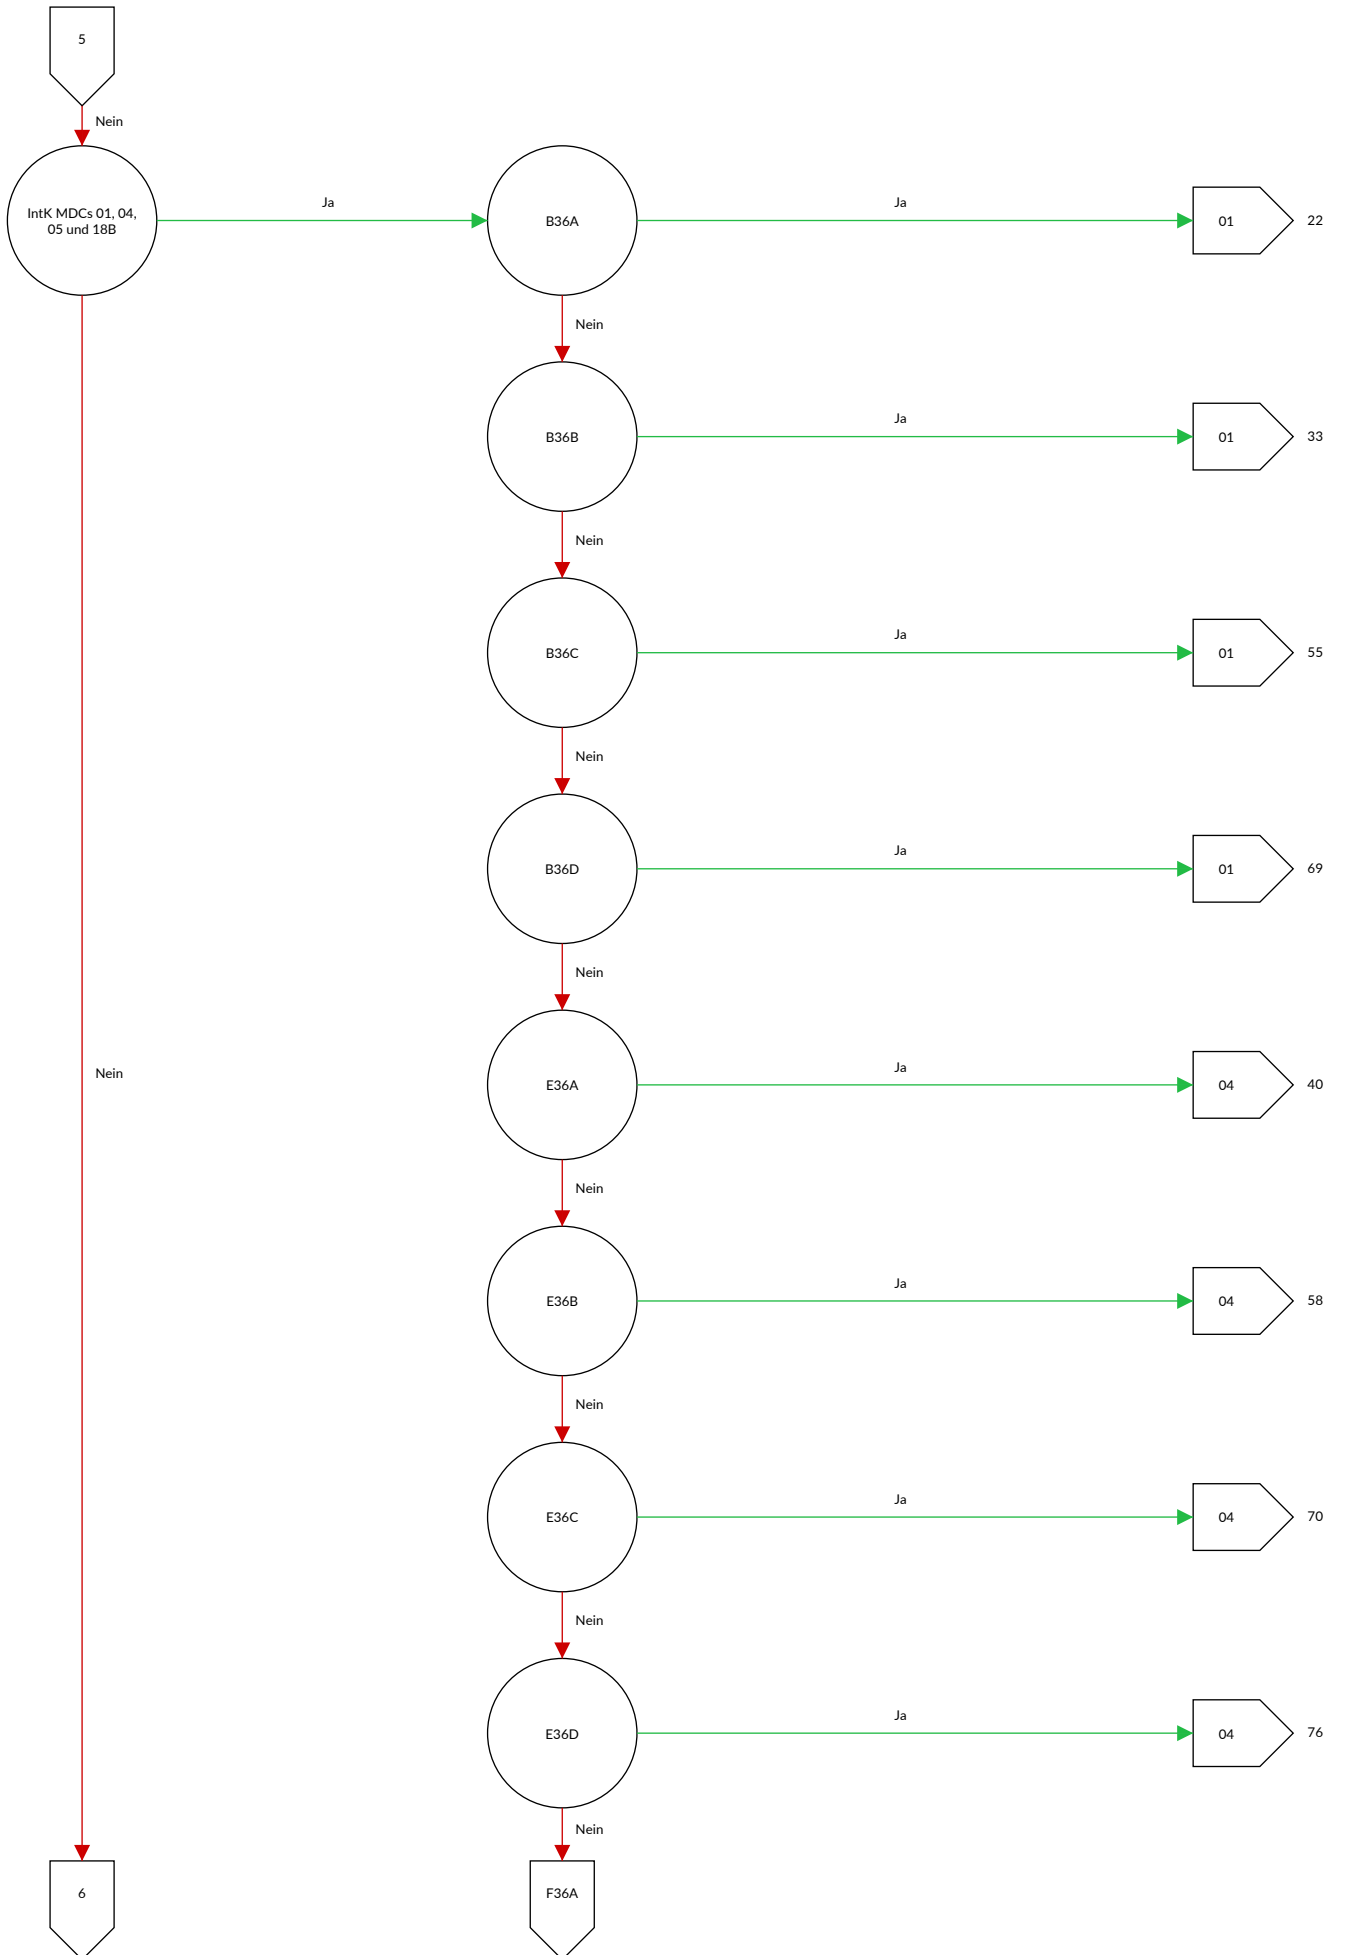 5
Nein
IntK MDCs 01, 04,
05 und 18B
Ja
B36A
Ja
01
22
Nein
B36B
Ja
01
33
Nein
B36C
Ja
01
55
Nein
B36D
Ja
01
69
Nein
Nein
E36A
Ja
04
40
Nein
E36B
Ja
04
58
Nein
E36C
Ja
04
70
Nein
E36D
Ja
04
76
Nein
6
F36A